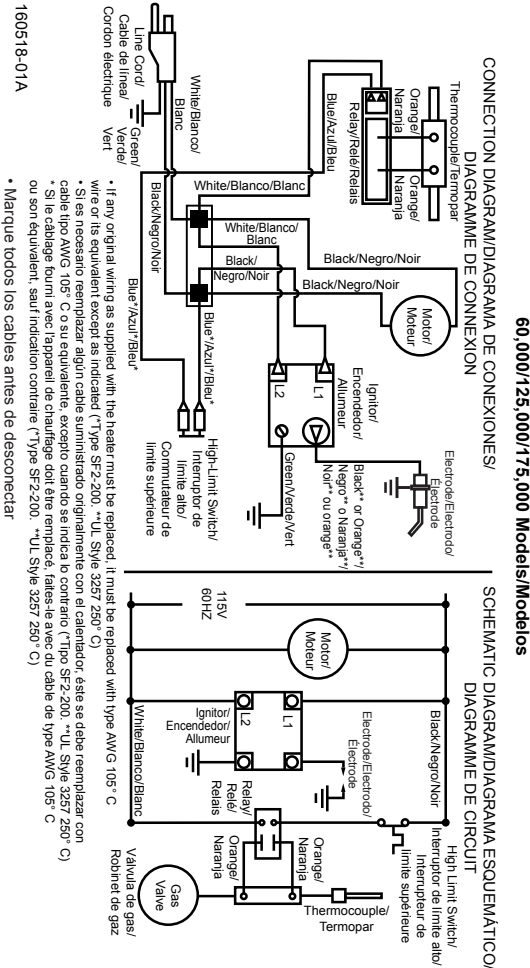 60,000/125,000/175,000 Models/Modelos
CONNECTION DIAGRAM/DIAGRAMA DE CONEXIONES/
DIAGRAMME DE CONNEXION
Thermocouple/Termopar
Orange/
Naranja
Orange/
Naranja
Relay/Relé/Relais
Blue/Azul/Bleu
White/Blanco/
Blanc
Line Cord/
Cable de línea/
Cordon électrique
Green/
Verde/
Vert
White/Blanco/Blanc
Black/Negro/Noir
Black/Negro/Noir
Motor/
Moteur
Black/Negro/Noir
White/Blanco/
Blanc
Black/
Negro/Noir
Blue*/Azul*/Bleu*
Blue*/Azul*/Bleu*
High-Limit Switch/
Interruptor de
límite alto/
Commutateur de
limite supérieure
Ignitor/
Encendedor/
Allumeur
L1
L2
Green/Verde/Vert
Black** or Orange**/
Negro** o Naranja**/
Noir** ou orange**
Electrode/Electrodo/
Électrode
SCHEMATIC DIAGRAM/DIAGRAMA ESQUEMÁTICO/
DIAGRAMME DE CIRCUIT
115V
60HZ
Motor/
Moteur
Black/Negro/Noir
White/Blanco/Blanc
Ignitor/
Encendedor/
Allumeur
L1
L2
Electrode/Electrodo/
Électrode
High Limit Switch/
Interruptor de límite alto/
Interrupteur de
limite supérieure
Relay/
Relé/
Relais
Orange/
Naranja
Orange/
Naranja
Thermocouple/
Termopar
Gas
Valve
Válvula de gas/
Robinet de gaz
• If any original wiring as supplied with the heater must be replaced, it must be replaced with type AWG 105° C
wire or its equivalent except as indicated (*Type SF2-200. **UL Style 3257 250° C)
• Si es necesario reemplazar algún cable suministrado originalmente con el calentador, éste se debe reemplazar con
cable tipo AWG 105° C o su equivalente, excepto cuando se indica lo contrario (*Tipo SF2-200. **UL Style 3257 250° C)
* Si le câblage fourni avec l'appareil de chauffage doit être remplacé, faites-le avec du câble de type AWG 105° C
ou son équivalent, sauf indication contraire (*Type SF2-200. **UL Style 3257 250° C)
• Marque todos los cables antes de desconectar
160518-01A